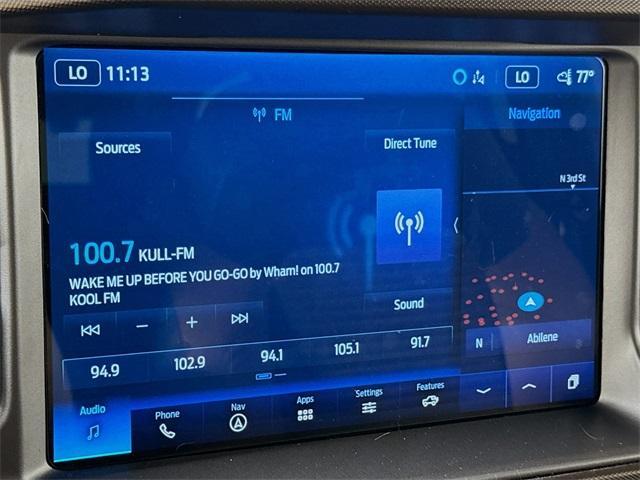 LO 11:13 LO 77°
FM
Navigation
Sources
Direct Tune
N 3rd St
100.7 KULL-FM
WAKE ME UP BEFORE YOU GO-GO by Wham! on 100.7
KOOL FM
Sound
94.9 102.9 94.1 105.1 91.7
N Abilene
Audio Phone Nav Apps Settings Features